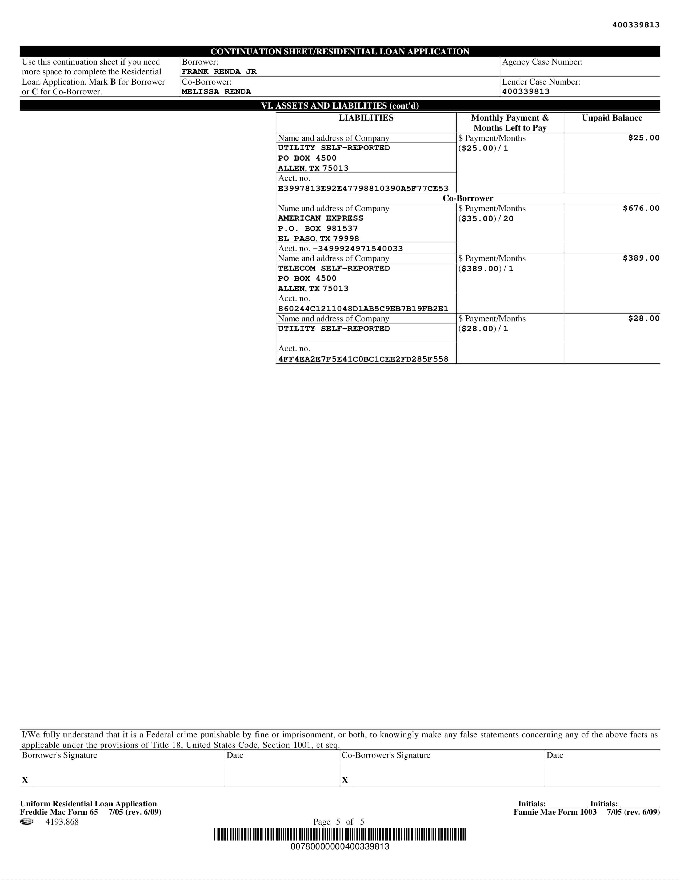 400339813
CONTINUATION SHEET/RESIDENTIAL LOAN APPLICATION
Use this continuation sheet if you need
more space to complete the Residential
Loan Application. Mark B for Borrower
or C for Co-Borrower.
Borrower:
FRANK RENDA JR
Agency Case Number:
Co-Borrower:
MELISSA RENDA
Lender Case Number:
400339813
VI. ASSETS AND LIABILITIES (cont'd)
LIABILITIES
Monthly Payment &
Months Left to Pay
Unpaid Balance
Name and address of Company $ Payment/Months $25.00
UTILITY SELF-REPORTED ($25.00)/1
PO BOX 4500
ALLEN, TX 75013
Acct. no.
E3997813E92E47798810390A5F77CE53
Co-Borrower
Name and address of Company $ Payment/Months $676.00
AMERICAN EXPRESS ($35.00)/20
P.O. BOX 981537
EL PASO, TX 79998
Acct. no. -3499924971540033
Name and address of Company $ Payment/Months $389.00
TELECOM SELF-REPORTED ($389.00)/1
PO BOX 4500
ALLEN, TX 75013
Acct. no.
860244C1211048D1AB5C9EB7B19FB2E1
Name and address of Company $ Payment/Months $28.00
UTILITY SELF-REPORTED ($28.00)/1
Acct. no.
4FF4EA2E7F5E41C0BC1CEE2FD285F558
I/We fully understand that it is a Federal crime punishable by fine or imprisonment, or both, to knowingly make any false statements concerning any of the above facts as
applicable under the provisions of Title 18, United States Code, Section 1001, et seq.
Borrower's Signature Date Co-Borrower's Signature Date
X X
Uniform Residential Loan Application
Freddie Mac Form 65 7/05 (rev. 6/09)
4193.868
Page 5 of 5
Initials: Initials:
Fannie Mae Form 1003 7/05 (rev. 6/09)
00780000000400339813